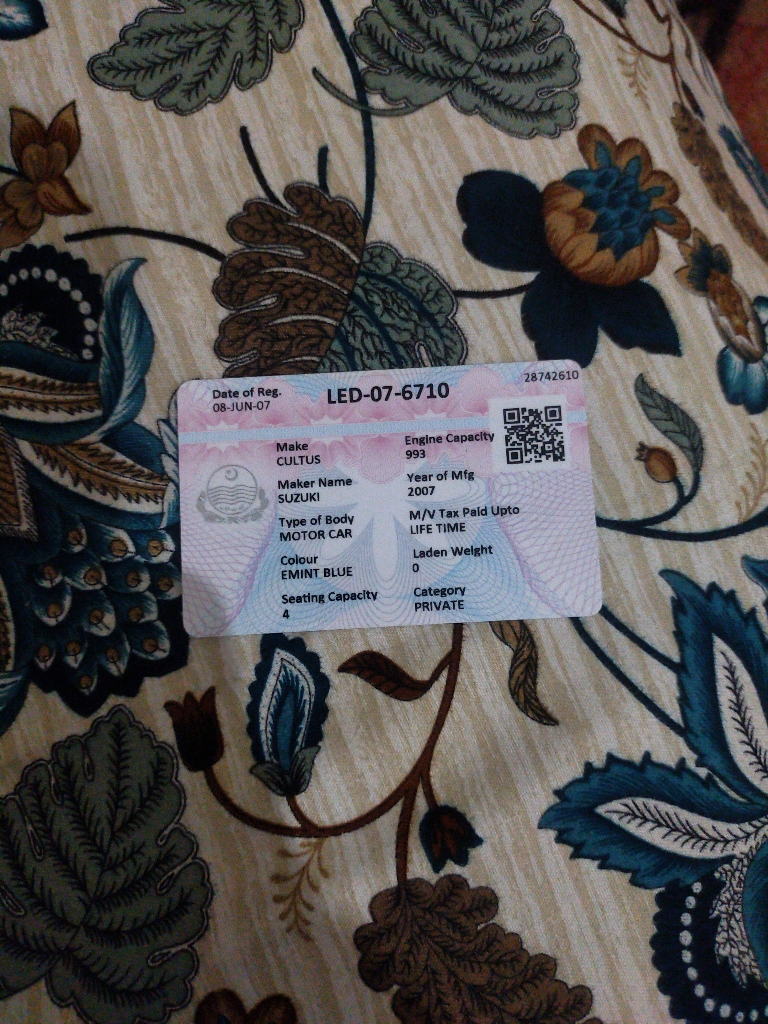 Date of Reg.
08-JUN-07
LED-07-6710
28742610
Make
CULTUS
Engine Capacity
993
Maker Name
SUZUKI
Year of Mfg
2007
Type of Body
MOTOR CAR
M/V Tax Paid Upto
LIFE TIME
Colour
EMINT BLUE
Laden Weight
0
Seating Capacity
4
Category
PRIVATE